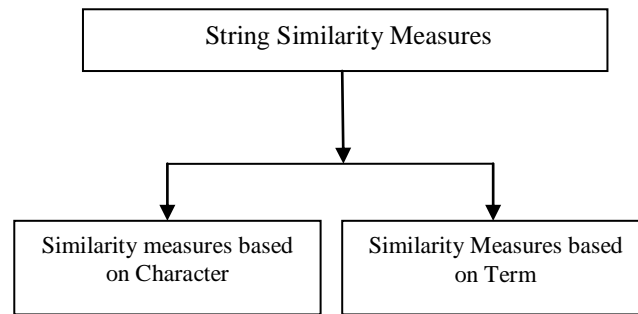 String Similarity Measures
Similarity measures based
on Character
Similarity Measures based
on Term